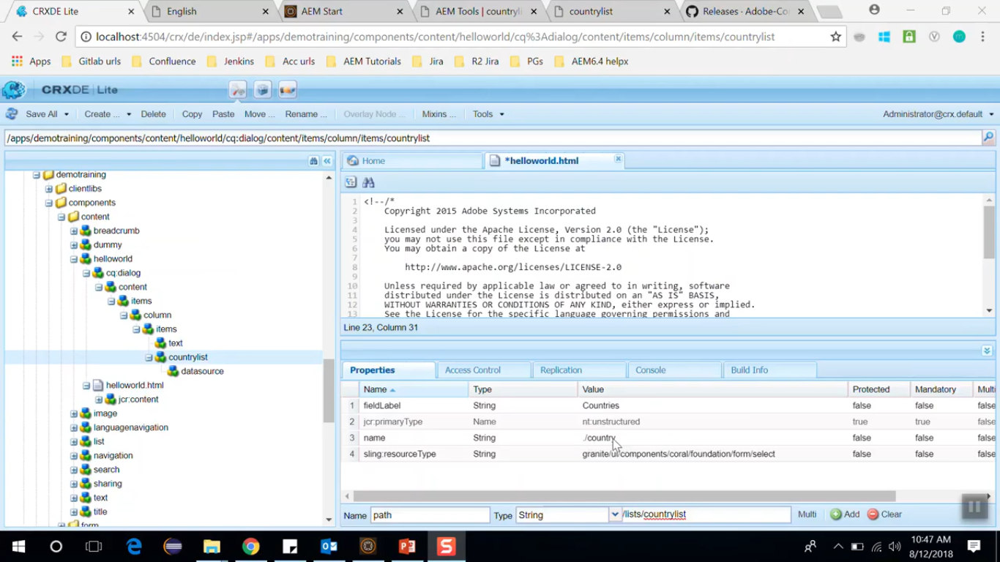 CRXDE Lite
English
AEM Start
AEM Tools | countryli
countrylist
Releases · Adobe-Co
localhost:4504/crx/de/index.jsp#/apps/demotraining/components/content/helloworld/cq%3Adialog/content/items/column/items/countrylist
Apps Gitlab urls Confluence Jenkins Acc urls AEM Tutorials Jira R2 Jira PGs AEM6.4 helpx
CRXDE | Lite
Save All Create ... Delete Copy Paste Move ... Rename ... Overlay Node ... Mixins ... Tools Administrator@crx.default
/apps/demotraining/components/content/helloworld/cq:dialog/content/items/column/items/countrylist
demotraining
clientlibs
components
content
breadcrumb
dummy
helloworld
cq:dialog
content
items
column
items
text
countrylist
datasource
helloworld.html
jcr:content
image
languagenavigation
list
navigation
search
sharing
text
title
form
Home
*helloworld.html
1 <!--/*
2 Copyright 2015 Adobe Systems Incorporated
3
4 Licensed under the Apache License, Version 2.0 (the "License");
5 you may not use this file except in compliance with the License.
6 You may obtain a copy of the License at
7
8 http://www.apache.org/licenses/LICENSE-2.0
9
10 Unless required by applicable law or agreed to in writing, software
11 distributed under the License is distributed on an "AS IS" BASIS,
12 WITHOUT WARRANTIES OR CONDITIONS OF ANY KIND, either express or implied.
13 See the License for the specific language governing permissions and
Line 23, Column 31
Properties Access Control Replication Console Build Info
Name Type Value Protected Mandatory Multi
1 fieldLabel String Countries false false false
2 jcr:primaryType Name nt:unstructured true true false
3 name String ./country false false false
4 sling:resourceType String granite/ui/components/coral/foundation/form/select false false false
Name path Type String /lists/countrylist Multi Add Clear
10:47 AM
8/12/2018